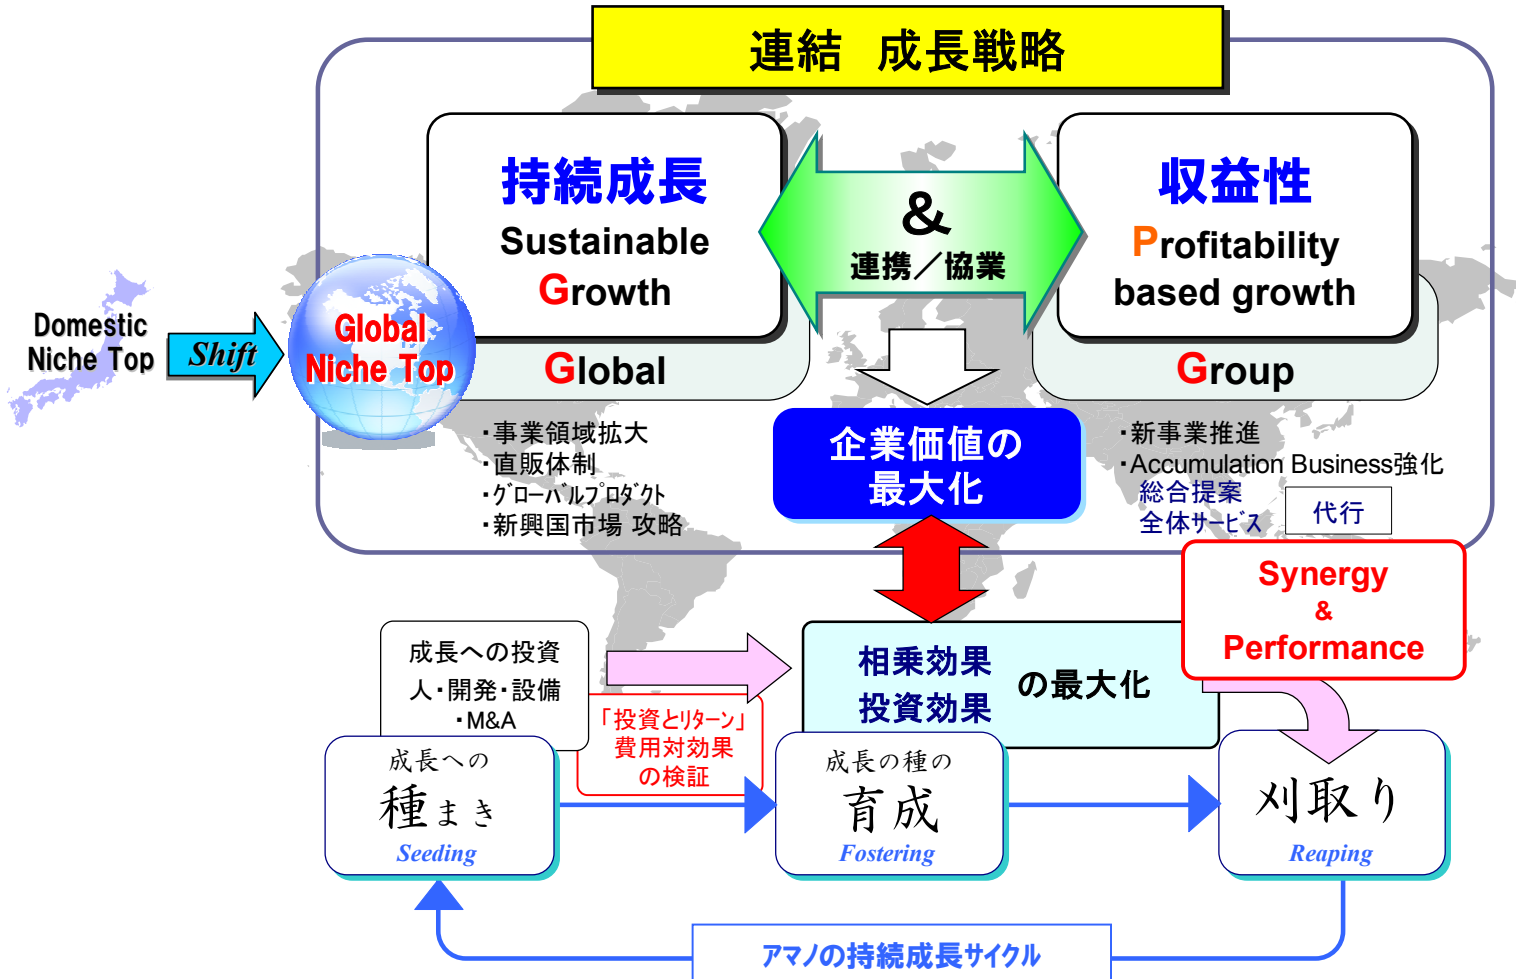 連結 成長戦略
持続成長
Sustainable
Growth
Global
&
連携／協業
収益性
Profitability
based growth
Group
Domestic
Niche Top
Shift
Global
Niche Top
・事業領域拡大
・直販体制
・ｸﾞﾛｰﾊﾞﾙﾌﾟﾛﾀﾞｸﾄ
・新興国市場 攻略
企業価値の
最大化
・新事業推進
・Accumulation Business強化
総合提案
全体ｻｰﾋﾞｽ
代行
Synergy
&
Performance
成長への投資
人・開発・設備
・M&A
「投資とﾘﾀｰﾝ」
費用対効果
の検証
相乗効果
投資効果
の最大化
成長への
種まき
Seeding
成長の種の
育成
Fostering
刈取り
Reaping
ｱﾏﾉの持続成長ｻｲｸﾙ